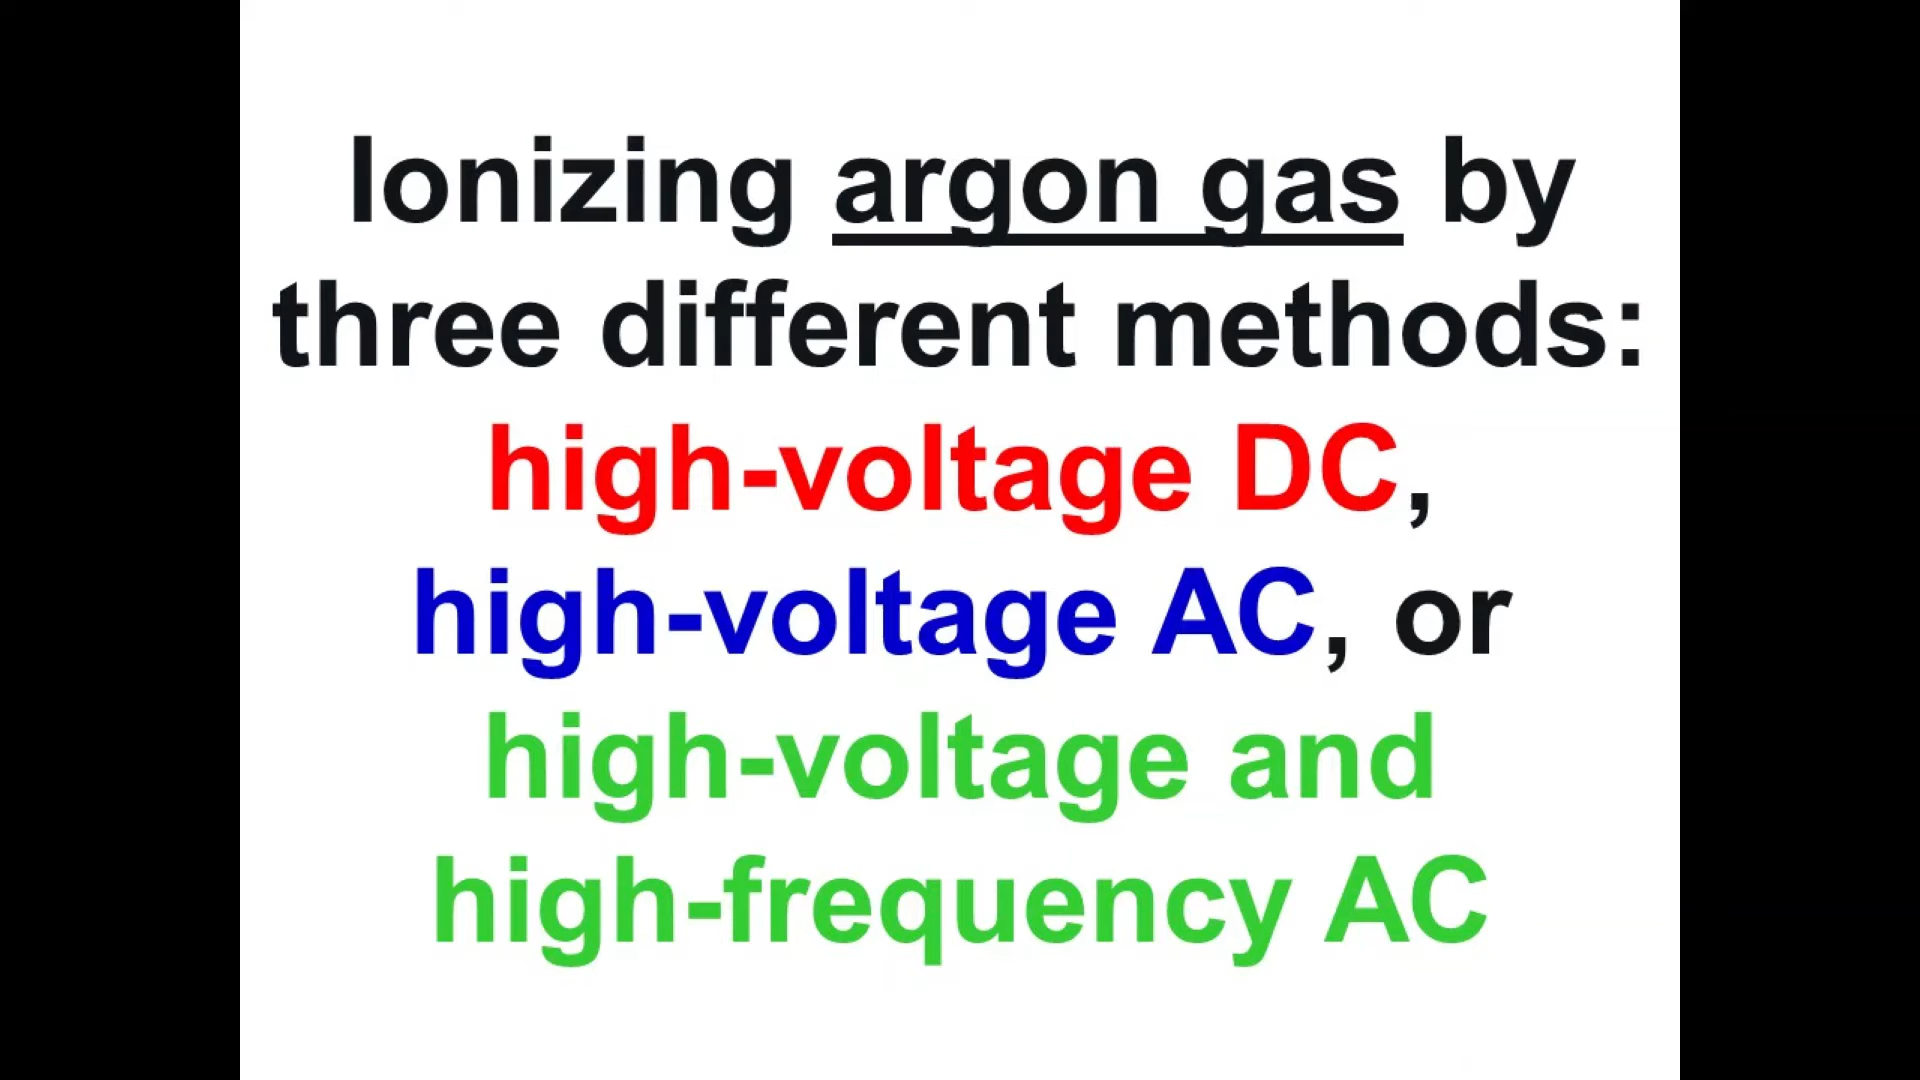 Ionizing argon gas by
three different methods:
high-voltage DC,
high-voltage AC, or
high-voltage and
high-frequency AC